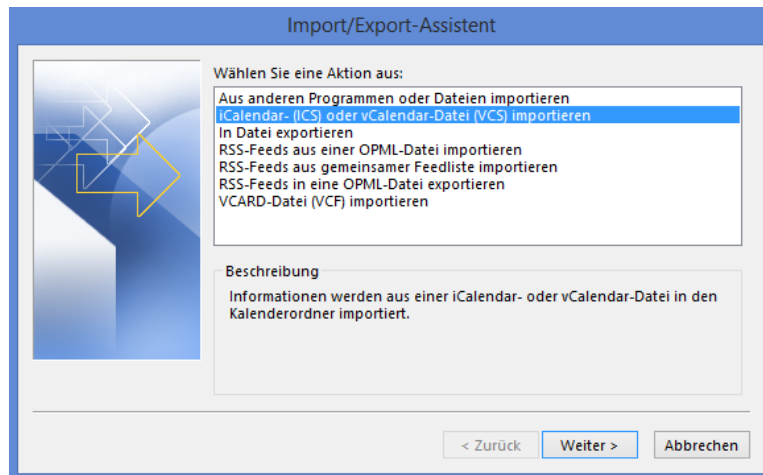 Import/Export-Assistent
Wählen Sie eine Aktion aus:
Aus anderen Programmen oder Dateien importieren
iCalendar- (ICS) oder vCalendar-Datei (VCS) importieren
In Datei exportieren
RSS-Feeds aus einer OPML-Datei importieren
RSS-Feeds aus gemeinsamer Feedliste importieren
RSS-Feeds in eine OPML-Datei exportieren
VCARD-Datei (VCF) importieren
Beschreibung
Informationen werden aus einer iCalendar- oder vCalendar-Datei in den
Kalenderordner importiert.
< Zurück Weiter > Abbrechen